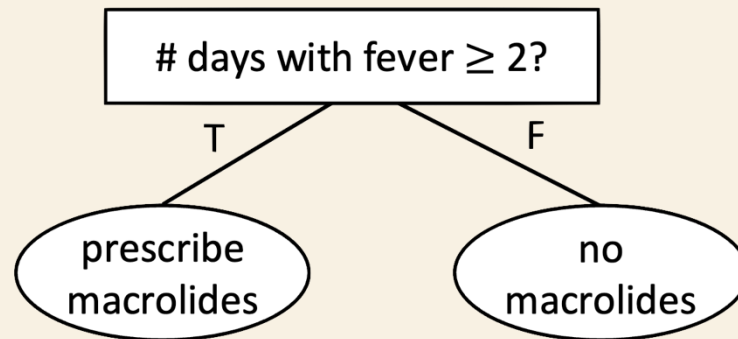 # days with fever ≥ 2?
T
F
prescribe
macrolides
no
macrolides